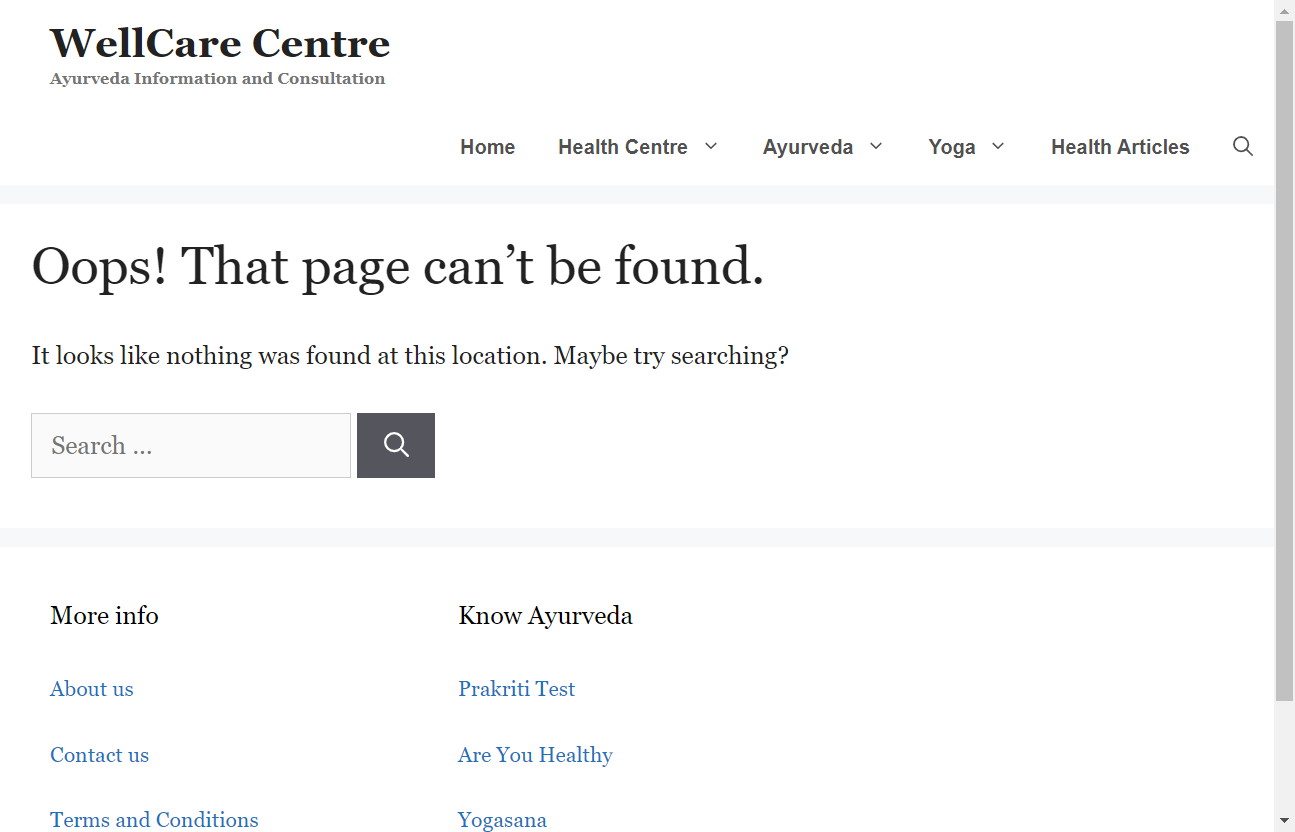 WellCare Centre
Ayurveda Information and Consultation
Home Health Centre Ayurveda Yoga Health Articles
Oops! That page can’t be found.
It looks like nothing was found at this location. Maybe try searching?
Search …
More info
About us
Contact us
Terms and Conditions
Know Ayurveda
Prakriti Test
Are You Healthy
Yogasana